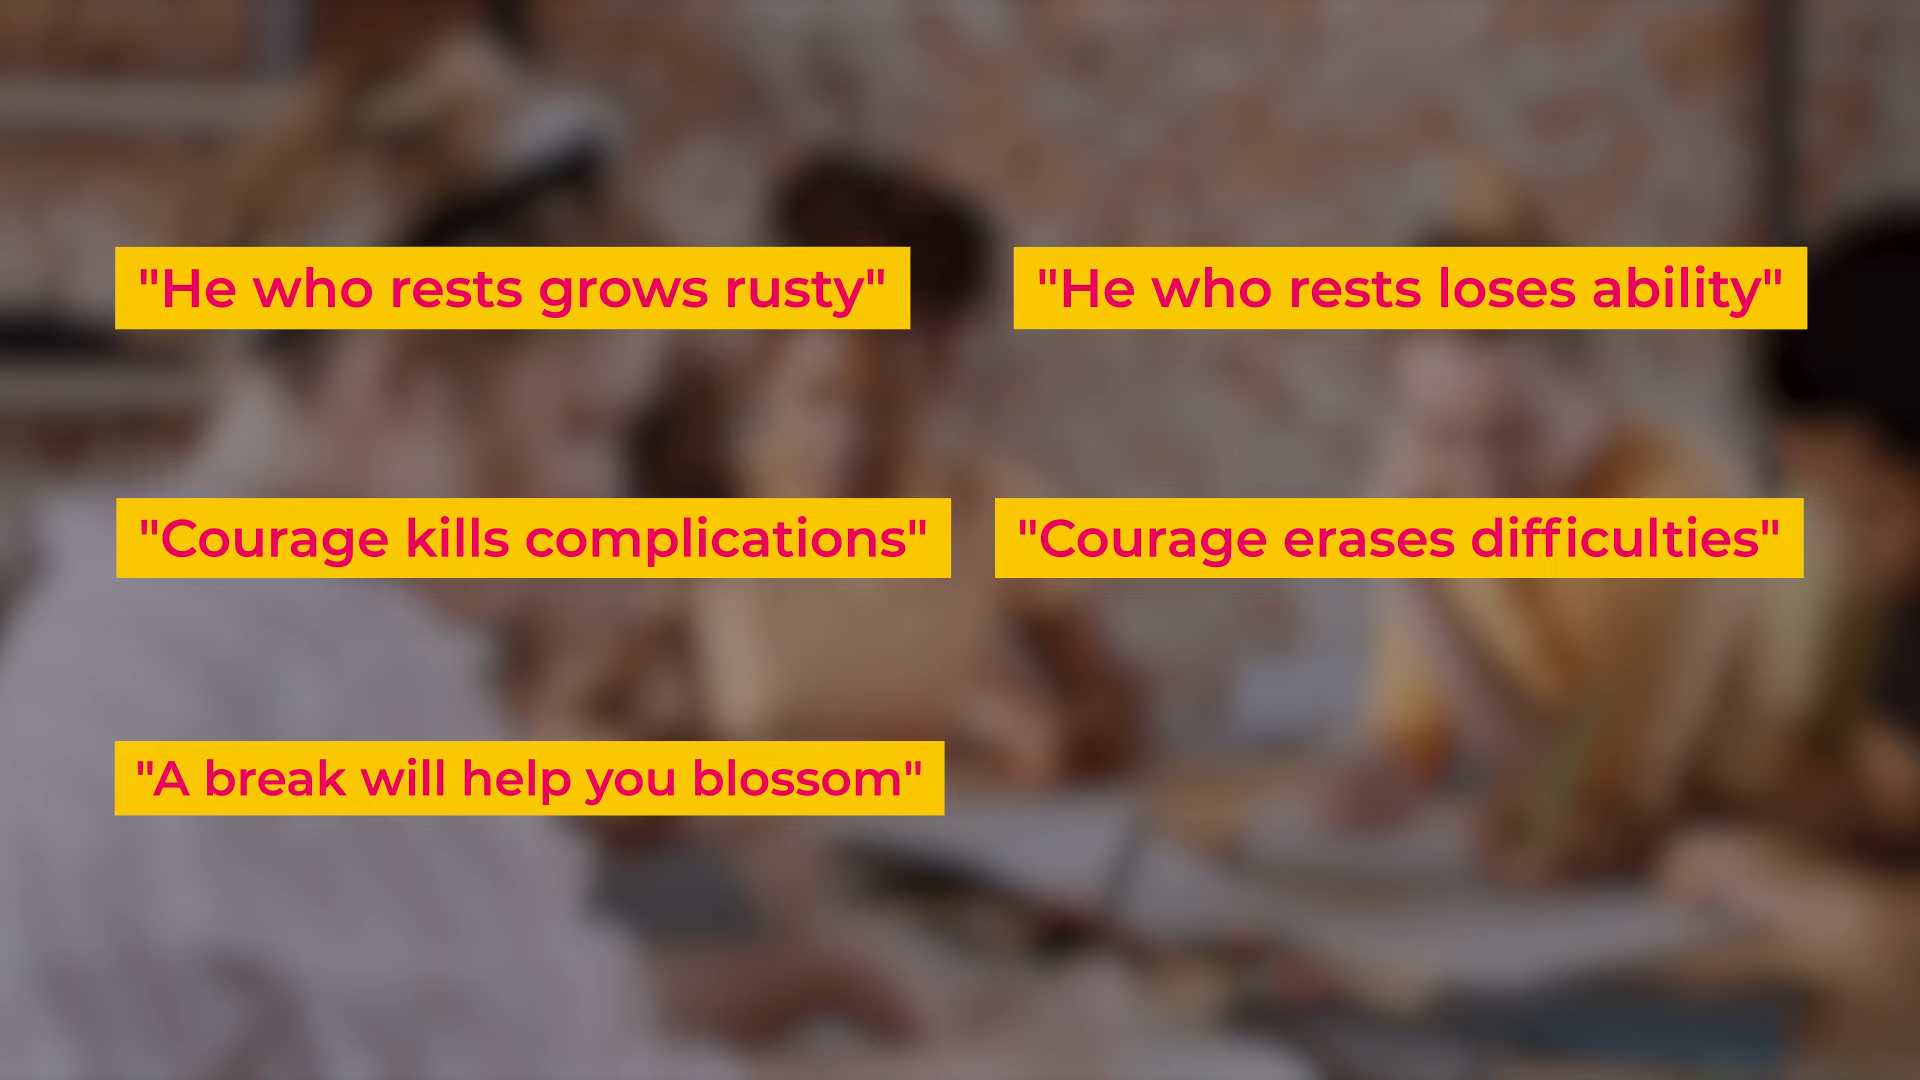 "He who rests grows rusty"
"He who rests loses ability"
"Courage kills complications"
"Courage erases difficulties"
"A break will help you blossom"